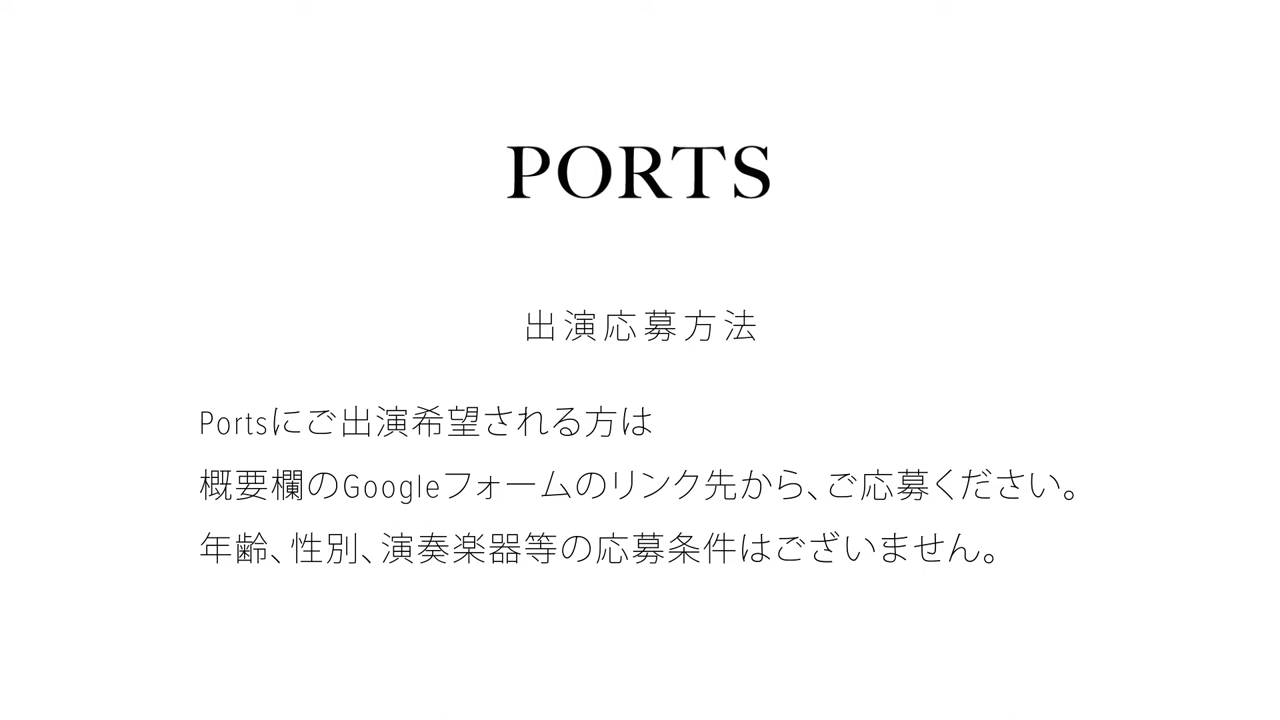 PORTS
出演応募方法
Portsにご出演希望される方は
概要欄のGoogleフォームのリンク先から、ご応募ください。
年齢、性別、演奏楽器等の応募条件はございません。